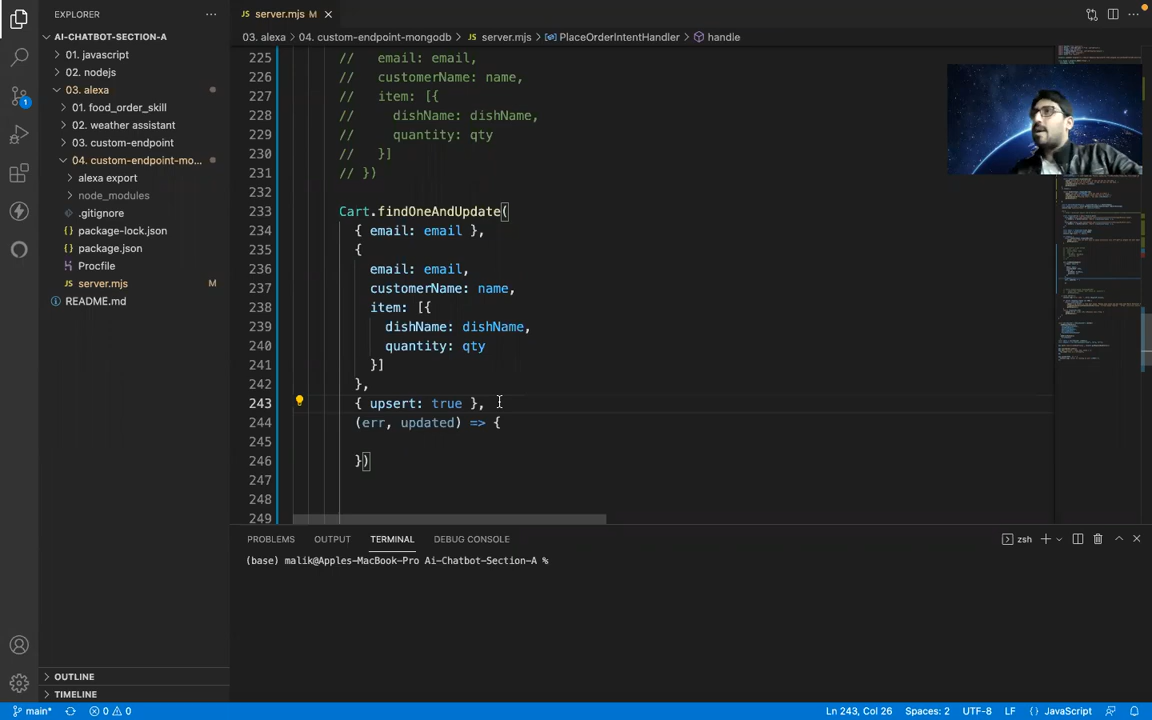 EXPLORER
server.mjs M
AI-CHATBOT-SECTION-A
03. alexa > 04. custom-endpoint-mongodb > server.mjs > PlaceOrderIntentHandler > handle
01. javascript
02. nodejs
03. alexa
01. food_order_skill
02. weather assistant
03. custom-endpoint
04. custom-endpoint-mo...
alexa export
node_modules
.gitignore
package-lock.json
package.json
Procfile
server.mjs M
README.md
OUTLINE
TIMELINE
225 // email: email,
226 // customerName: name,
227 // item: [{
228 // dishName: dishName,
229 // quantity: qty
230 // }]
231 // })
232
233 Cart.findOneAndUpdate(
234 { email: email },
235 {
236 email: email,
237 customerName: name,
238 item: [{
239 dishName: dishName,
240 quantity: qty
241 }]
242 },
243 { upsert: true },
244 (err, updated) => {
245
246 })
247
248
249
PROBLEMS OUTPUT TERMINAL DEBUG CONSOLE
zsh
(base) malik@Apples-MacBook-Pro Ai-Chatbot-Section-A %
1
main* 0 0 Ln 243, Col 26 Spaces: 2 UTF-8 LF {} JavaScript